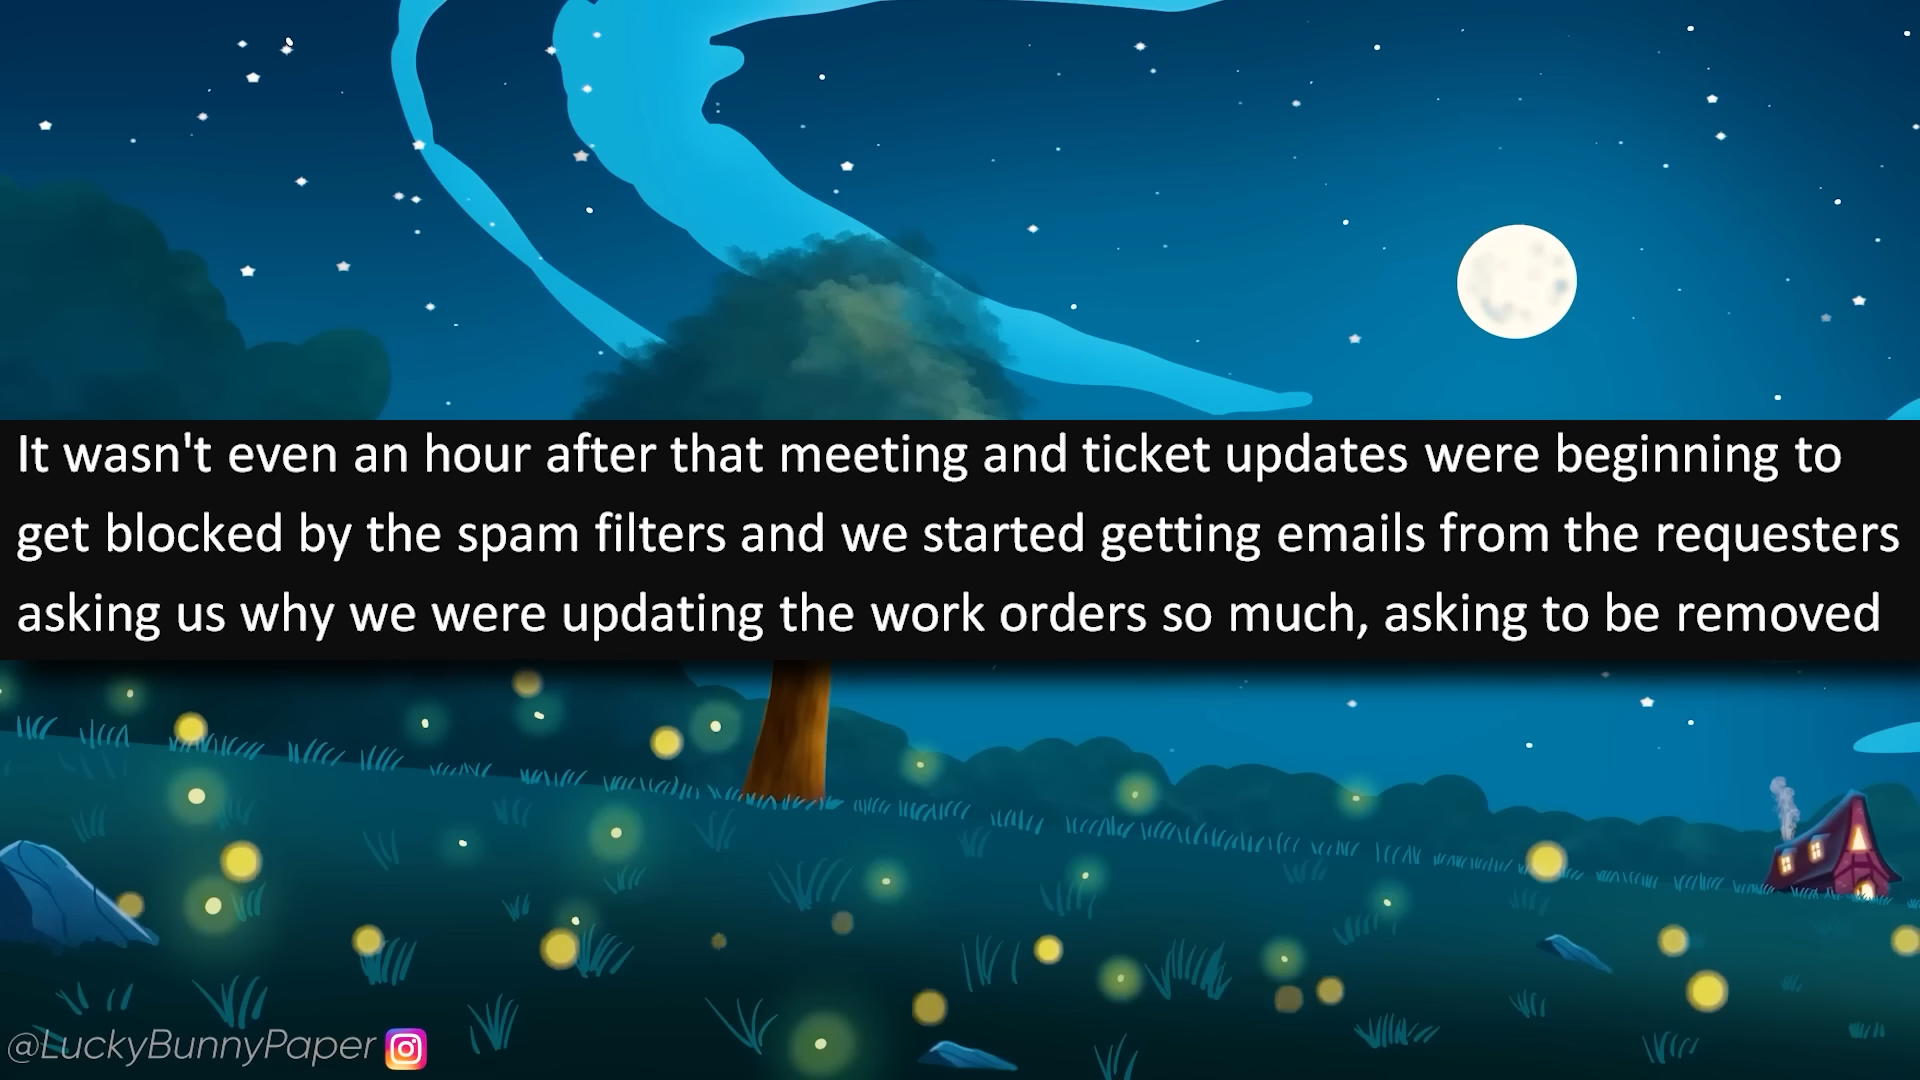 It wasn't even an hour after that meeting and ticket updates were beginning to
get blocked by the spam filters and we started getting emails from the requesters
asking us why we were updating the work orders so much, asking to be removed
@LuckyBunnyPaper